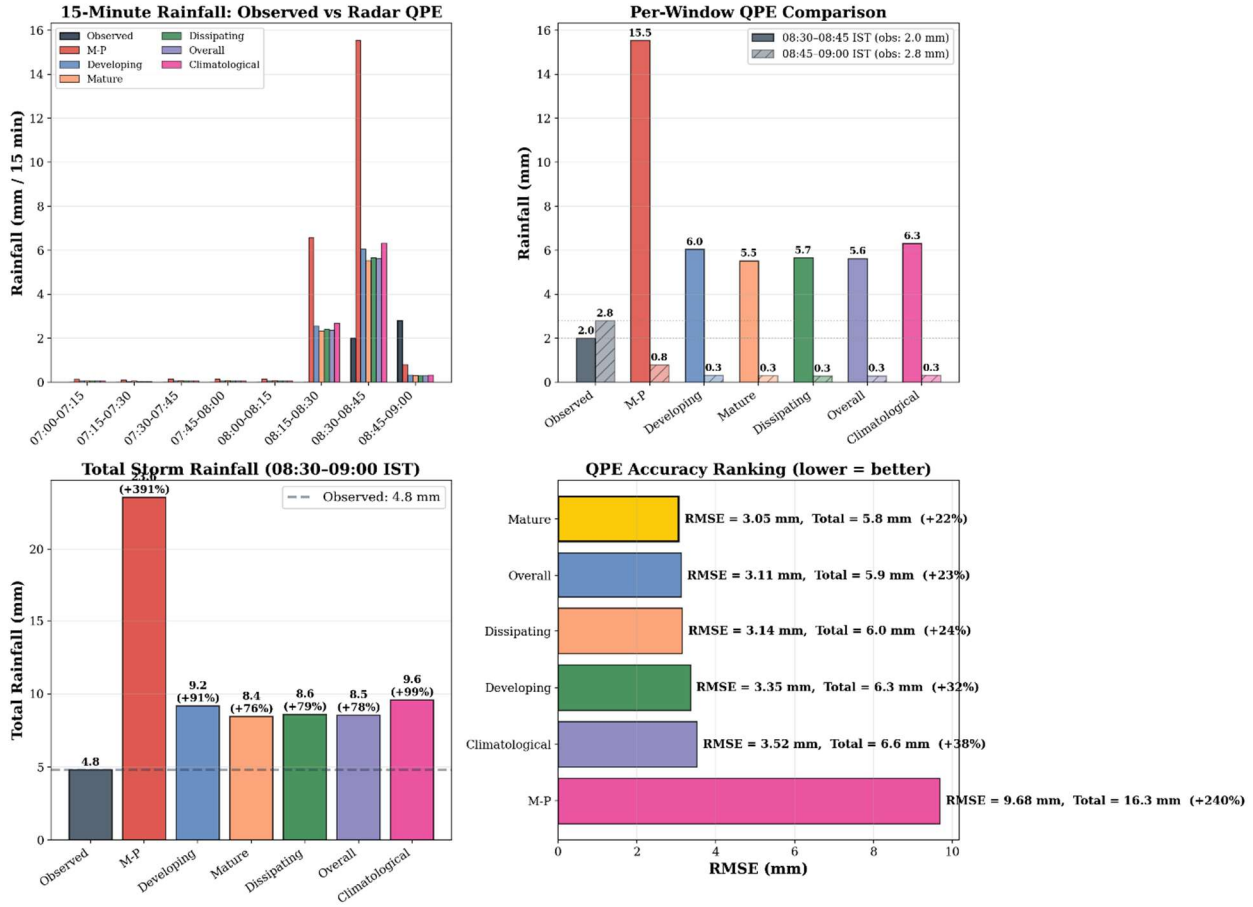 15-Minute Rainfall: Observed vs Radar QPE
Observed
M-P
Developing
Mature
Dissipating
Overall
Climatological
Rainfall (mm / 15 min)
16
14
12
10
8
6
4
2
0
07:00-07:15
07:15-07:30
07:30-07:45
07:45-08:00
08:00-08:15
08:15-08:30
08:30-08:45
08:45-09:00
Per-Window QPE Comparison
08:30–08:45 IST (obs: 2.0 mm)
08:45–09:00 IST (obs: 2.8 mm)
Rainfall (mm)
16
14
12
10
8
6
4
2
0
2.0
2.8
15.5
0.8
6.0
0.3
5.5
0.3
5.7
0.3
5.6
0.3
6.3
0.3
Observed
M-P
Developing
Mature
Dissipating
Overall
Climatological
Total Storm Rainfall (08:30–09:00 IST)
Observed: 4.8 mm
Total Rainfall (mm)
20
15
10
5
0
4.8
23.6
(+391%)
9.2
(+91%)
8.4
(+76%)
8.6
(+79%)
8.5
(+78%)
9.6
(+99%)
Observed
M-P
Developing
Mature
Dissipating
Overall
Climatological
QPE Accuracy Ranking (lower = better)
Mature
RMSE = 3.05 mm, Total = 5.8 mm (+22%)
Overall
RMSE = 3.11 mm, Total = 5.9 mm (+23%)
Dissipating
RMSE = 3.14 mm, Total = 6.0 mm (+24%)
Developing
RMSE = 3.35 mm, Total = 6.3 mm (+32%)
Climatological
RMSE = 3.52 mm, Total = 6.6 mm (+38%)
M-P
RMSE = 9.68 mm, Total = 16.3 mm (+240%)
0
2
4
6
8
10
RMSE (mm)